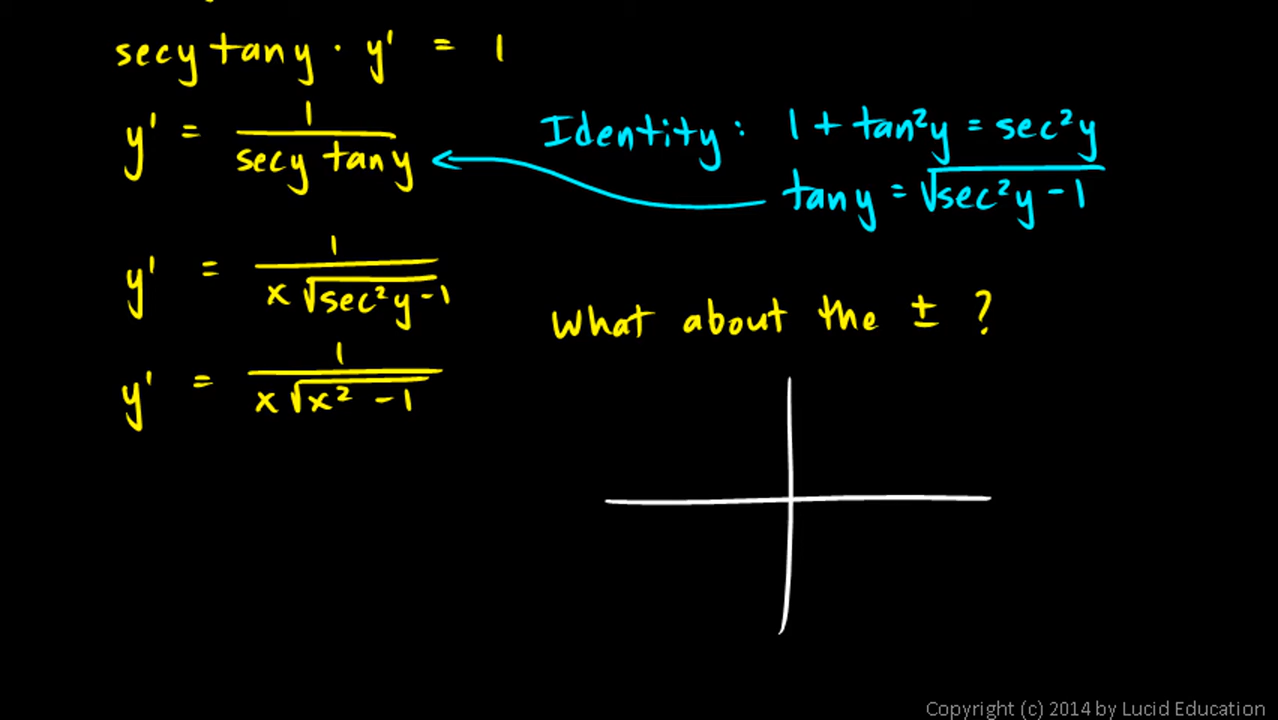 secy tany · y' = 1
y' = 1 / secy tany
Identity: 1 + tan²y = sec²y
tany = √sec²y - 1
y' = 1 / x √sec²y - 1
What about the ± ?
y' = 1 / x √x² - 1
Copyright (c) 2014 by Lucid Education